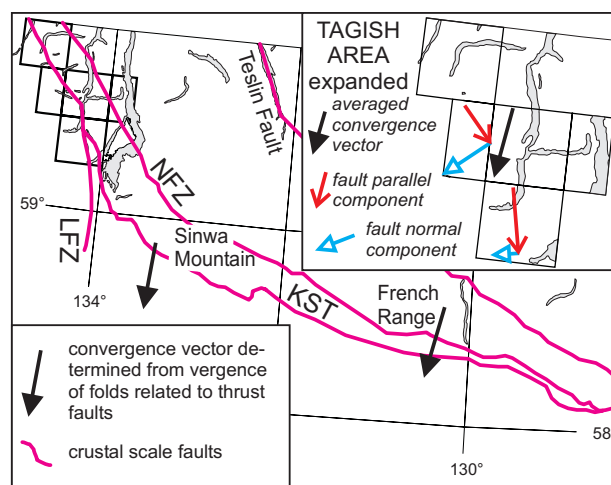 TAGISH
AREA
expanded
averaged
convergence
vector
fault parallel
component
fault normal
component
Teslin Fault
NFZ
59°
LFZ
Sinwa
Mountain
134°
KST
French
Range
convergence vector de-
termined from vergence
of folds related to thrust
faults
crustal scale faults
58
130°